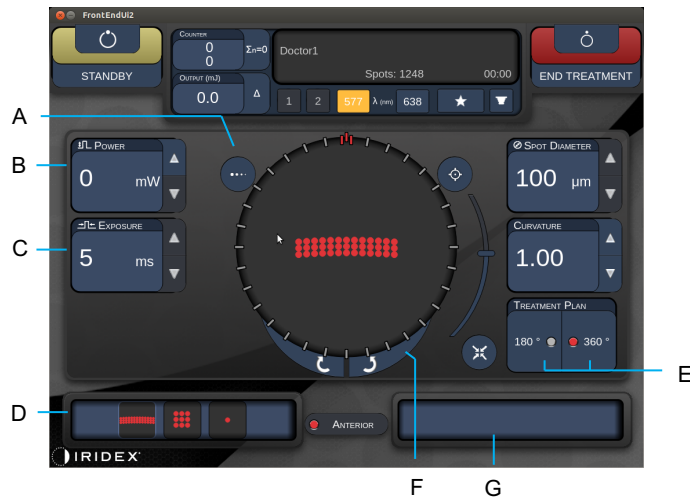 FrontEndUi2
STANDBY
COUNTER
0
0
Σn=0
OUTPUT (mJ)
0.0
Δ
Doctor1
Spots: 1248
00:00
1
2
577
λ (nm)
638
END TREATMENT
A
B
POWER
0
mW
C
EXPOSURE
5
ms
SPOT DIAMETER
100
μm
CURVATURE
1.00
TREATMENT PLAN
180 °
360 °
E
D
ANTERIOR
IRIDEX
F
G